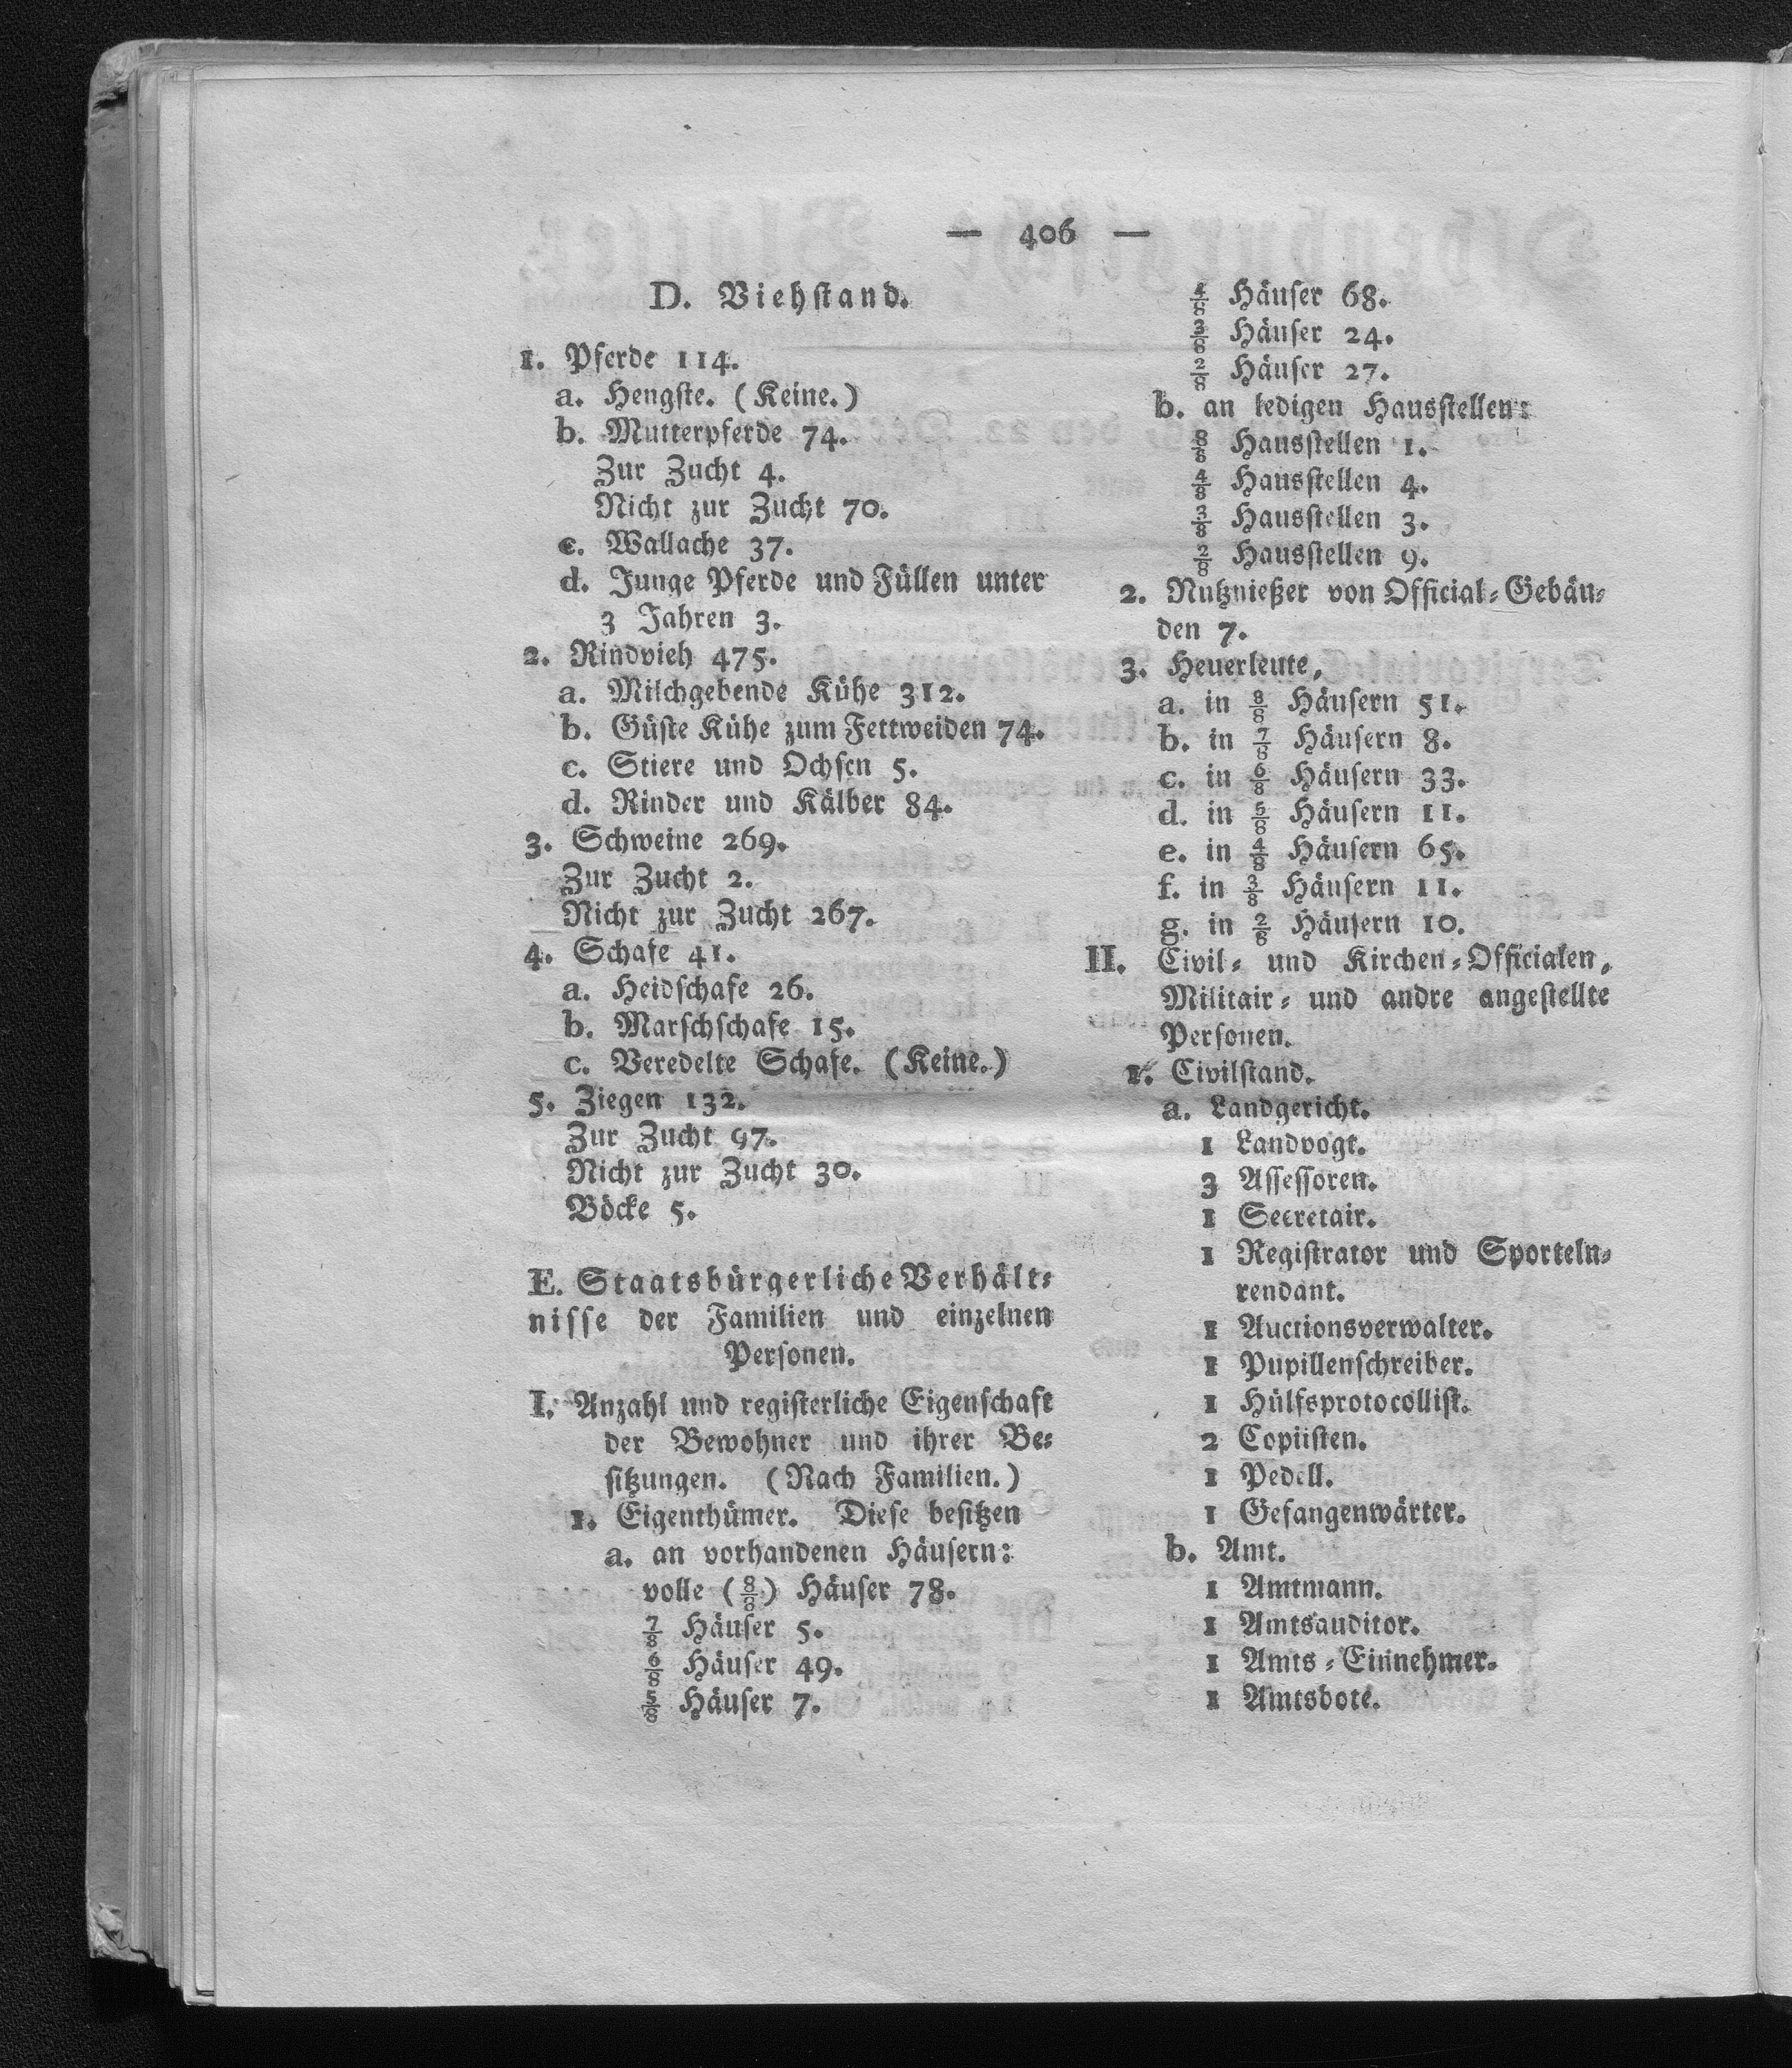 — 406 —
D. Viehstand.
1. Pferde 114.
a. Hengste. (Keine.)
b. Mutterpferde 74.
Zur Zucht 4.
Nicht zur Zucht 70.
c. Wallache 37.
d. Junge Pferde und Füllen unter
3 Jahren 3.
2. Rindvieh 475.
a. Milchgebende Kühe 312.
b. Güste Kühe zum Fettweiden 74.
c. Stiere und Ochsen 5.
d. Rinder und Kälber 84.
3. Schweine 269.
Zur Zucht 2.
Nicht zur Zucht 267.
4. Schafe 41.
a. Heidschafe 26.
b. Marschschafe 15.
c. Veredelte Schafe. (Keine.)
5. Ziegen 132.
Zur Zucht 97.
Nicht zur Zucht 30.
Böcke 5.
E. Staatsbürgerliche Verhält-
nisse der Familien und einzelnen
Personen.
I. Anzahl und registerliche Eigenschaft
der Bewohner und ihrer Be-
sitzungen. (Nach Familien.)
1. Eigenthümer. Diese besitzen
a. an vorhandenen Häusern:
volle (8/8) Häuser 78.
7/8 Häuser 5.
6/8 Häuser 49.
5/8 Häuser 7.
4/8 Häuser 68.
3/8 Häuser 24.
2/8 Häuser 27.
b. an ledigen Hausstellen:
8/8 Hausstellen 1.
4/8 Hausstellen 4.
3/8 Hausstellen 3.
2/8 Hausstellen 9.
2. Nutznießer von Official-Gebäu-
den 7.
3. Heuerleute,
a. in 8/8 Häusern 51.
b. in 7/8 Häusern 8.
c. in 6/8 Häusern 33.
d. in 5/8 Häusern 11.
e. in 4/8 Häusern 65.
f. in 3/8 Häusern 11.
g. in 2/8 Häusern 10.
II. Civil- und Kirchen-Officialen,
Militair- und andre angestellte
Personen.
1. Civilstand.
a. Landgericht.
1 Landvogt.
3 Assessoren.
1 Secretair.
1 Registrator und Sporteln-
rendant.
1 Auctionsverwalter.
1 Pupillenschreiber.
1 Hülfsprotocollist.
2 Copiisten.
1 Pedell.
1 Gefangenwärter.
b. Amt.
1 Amtmann.
1 Amtsauditor.
1 Amts-Einnehmer.
1 Amtsbote.